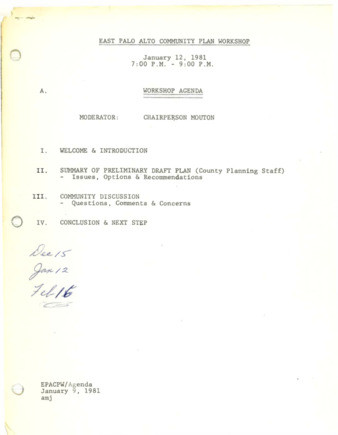 EAST PALO ALTO COMMUNITY PLAN WORKSHOP
January 12, 1981
7:00 P.M. - 9:00 P.M.
A. WORKSHOP AGENDA
MODERATOR: CHAIRPERSON MOUTON
I. WELCOME & INTRODUCTION
II. SUMMARY OF PRELIMINARY DRAFT PLAN (County Planning Staff)
- Issues, Options & Recommendations
III. COMMUNITY DISCUSSION
- Questions, Comments & Concerns
IV. CONCLUSION & NEXT STEP
Dec 15
Jan 12
Feb 16
EPACPW/Agenda
January 9, 1981
amj